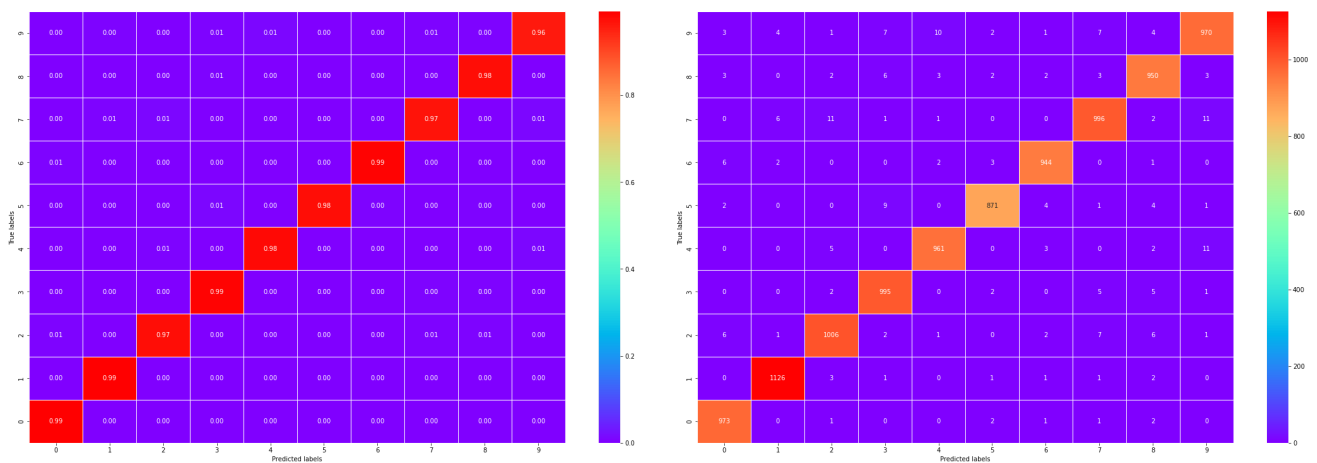 9 0.00 0.00 0.00 0.01 0.01 0.00 0.00 0.01 0.00 0.96
8 0.00 0.00 0.00 0.01 0.00 0.00 0.00 0.00 0.98 0.00
7 0.00 0.01 0.01 0.00 0.00 0.00 0.00 0.97 0.00 0.01
6 0.01 0.00 0.00 0.00 0.00 0.00 0.99 0.00 0.00 0.00
5 0.00 0.00 0.00 0.01 0.00 0.98 0.00 0.00 0.00 0.00
4 0.00 0.00 0.01 0.00 0.98 0.00 0.00 0.00 0.00 0.01
3 0.00 0.00 0.00 0.99 0.00 0.00 0.00 0.00 0.00 0.00
2 0.01 0.00 0.97 0.00 0.00 0.00 0.00 0.01 0.01 0.00
1 0.00 0.99 0.00 0.00 0.00 0.00 0.00 0.00 0.00 0.00
0 0.99 0.00 0.00 0.00 0.00 0.00 0.00 0.00 0.00 0.00
0 1 2 3 4 5 6 7 8 9
True labels
Predicted labels
0.8
0.6
0.4
0.2
0.0
9 3 4 1 7 10 2 1 7 4 970
8 3 0 2 6 3 2 2 3 950 3
7 0 6 11 1 1 0 0 996 2 11
6 6 2 0 0 2 3 944 0 1 0
5 2 0 0 9 0 871 4 1 4 1
4 0 0 5 0 961 0 3 0 2 11
3 0 0 2 995 0 2 0 5 5 1
2 6 1 1006 2 1 0 2 7 6 1
1 0 1126 3 1 0 1 1 1 2 0
0 973 0 1 0 0 2 1 1 2 0
0 1 2 3 4 5 6 7 8 9
True labels
Predicted labels
1000
800
600
400
200
0